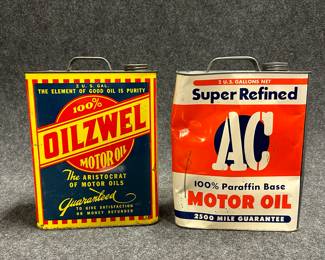 2 U.S. GAL.
THE ELEMENT OF GOOD OIL IS PURITY
100%
OILZWEL
MOTOR OIL
The ARISTOCRAT
OF MOTOR OILS
Guaranteed
TO GIVE SATISFACTION
OR MONEY REFUNDED
2 U.S. GALLONS NET
Super Refined
AC
100% Paraffin Base
MOTOR OIL
2500 MILE GUARANTEE